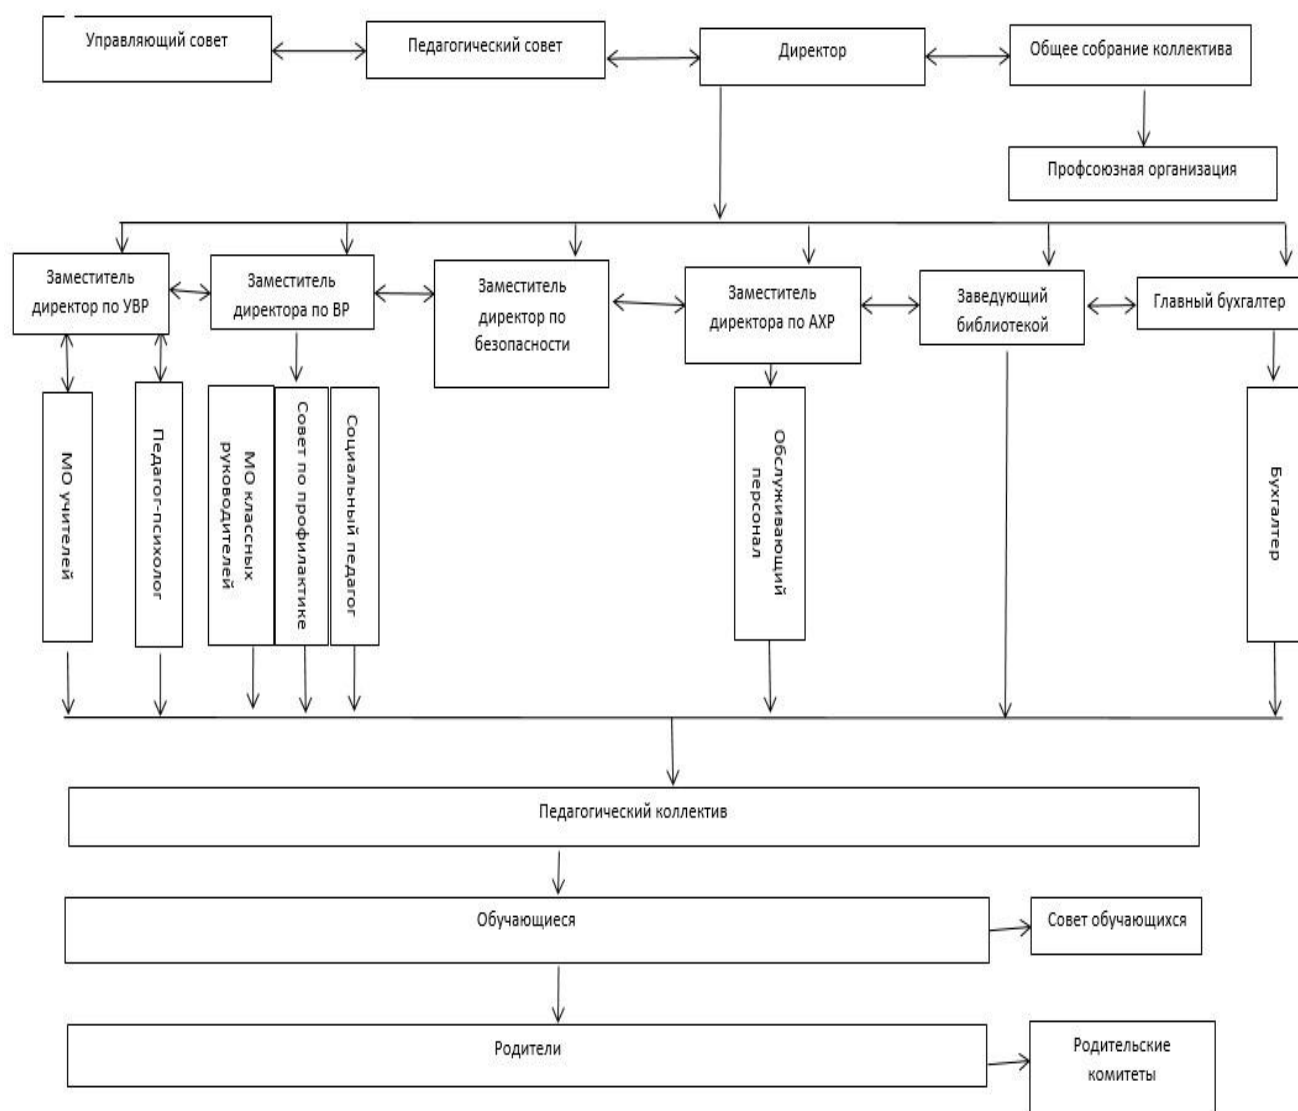 Управляющий совет
Педагогический совет
Директор
Общее собрание коллектива
Профсоюзная организация
Заместитель
директор по УВР
Заместитель
директора по ВР
Заместитель
директор по
безопасности
Заместитель
директора по АХР
Заведующий
библиотекой
Главный бухгалтер
МО учителей
Педагог-психолог
МО классных
руководителей
Совет по профилактике
Социальный педагог
Обслуживающий
персонал
Бухгалтер
Педагогический коллектив
Обучающиеся
Совет обучающихся
Родители
Родительские
комитеты